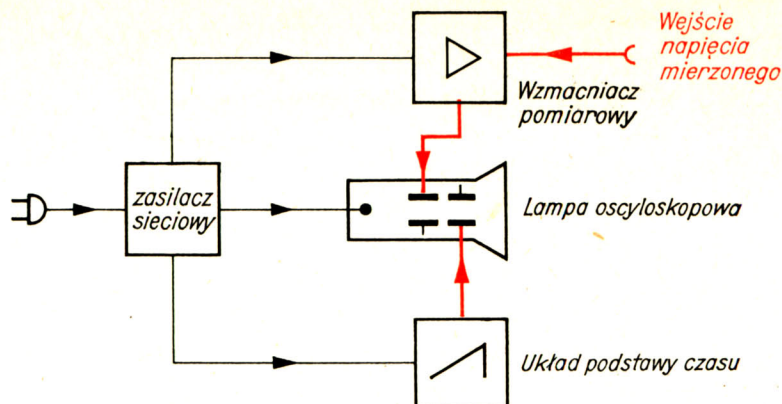 Wejście
napięcia
mierzonego
Wzmacniacz
pomiarowy
zasilacz
sieciowy
Lampa oscyloskopowa
Układ podstawy czasu